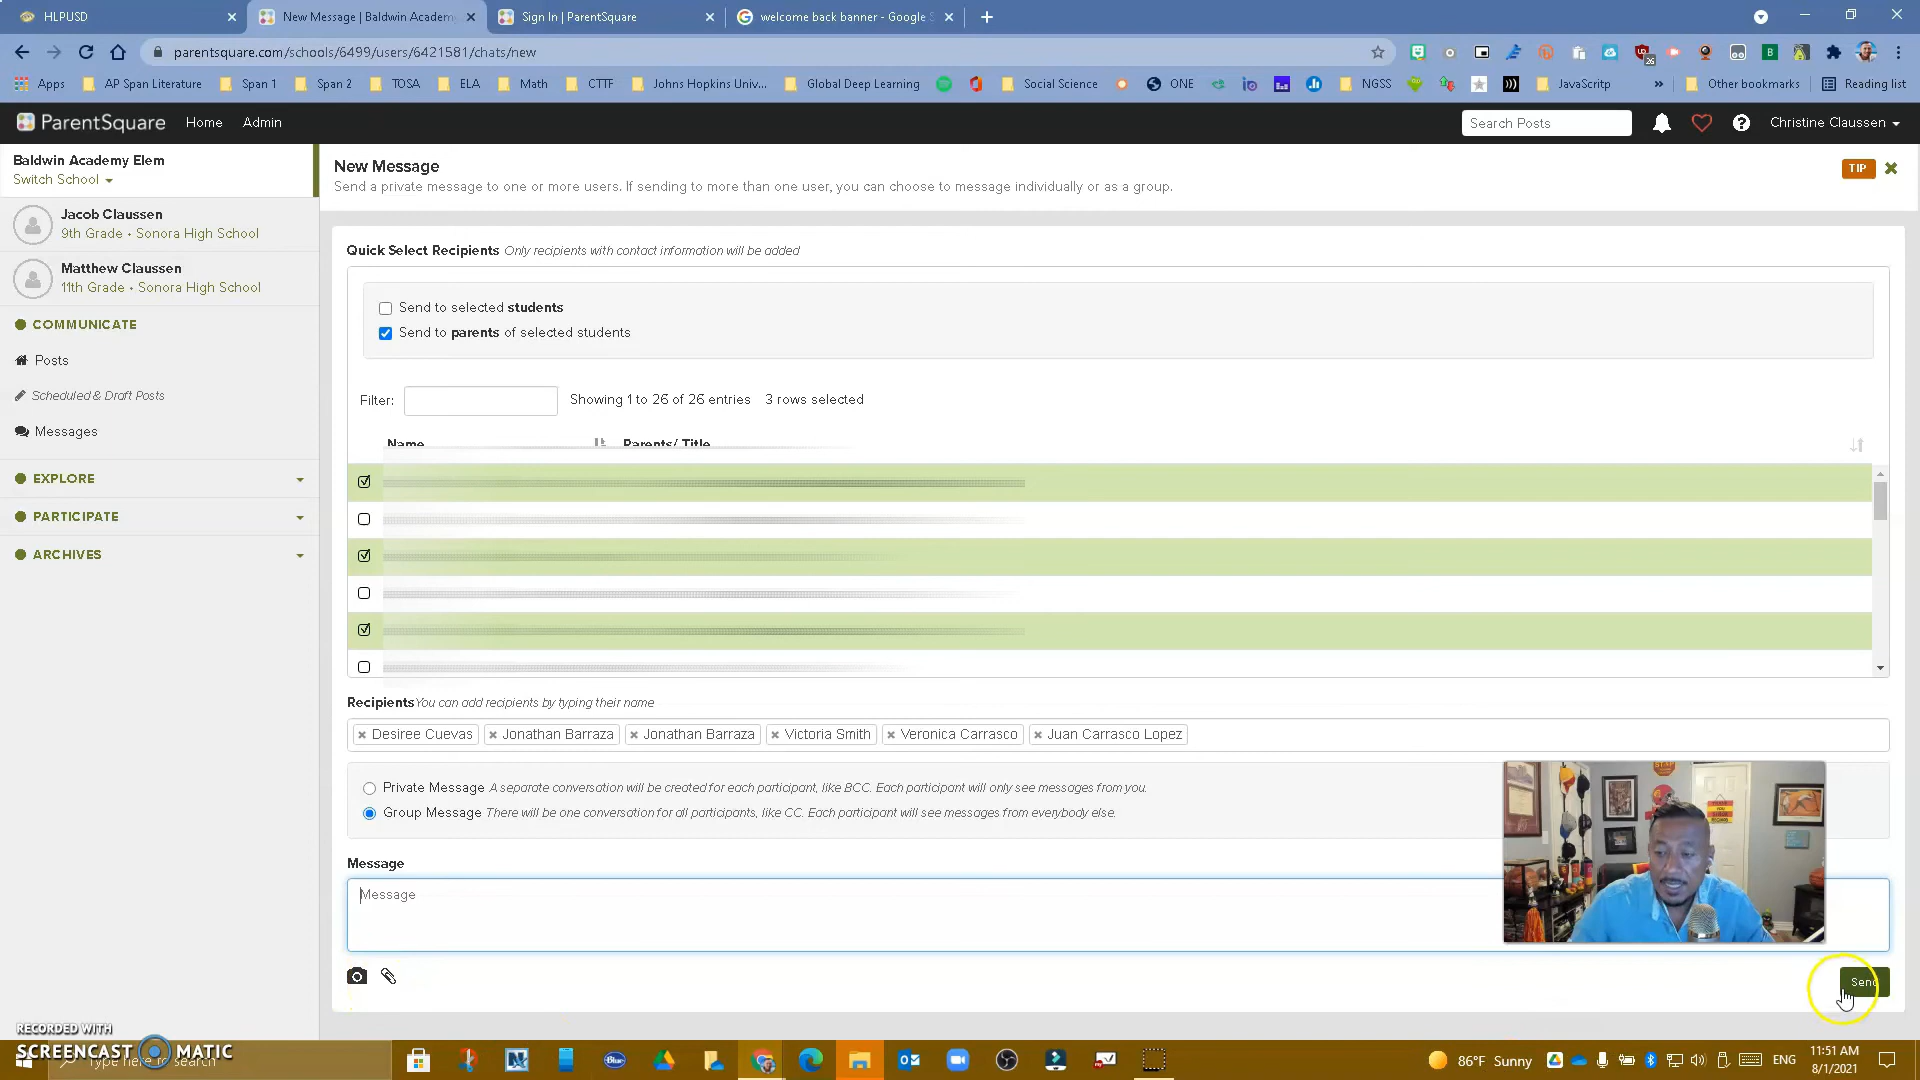 HLPUSD
New Message | Baldwin Academy
Sign In | ParentSquare
welcome back banner - Google S
parentsquare.com/schools/6499/users/6421581/chats/new
Apps AP Span Literature Span 1 Span 2 TOSA ELA Math CTTF Johns Hopkins Univ... Global Deep Learning Social Science ONE NGSS JavaScritp » Other bookmarks Reading list
ParentSquare Home Admin Search Posts Christine Claussen
Baldwin Academy Elem
Switch School
Jacob Claussen
9th Grade • Sonora High School
Matthew Claussen
11th Grade • Sonora High School
COMMUNICATE
Posts
Scheduled & Draft Posts
Messages
EXPLORE
PARTICIPATE
ARCHIVES
New Message
TIP
Send a private message to one or more users. If sending to more than one user, you can choose to message individually or as a group.
Quick Select Recipients Only recipients with contact information will be added
Send to selected students
Send to parents of selected students
Filter: Showing 1 to 26 of 26 entries 3 rows selected
Name Parents/ Title
Recipients You can add recipients by typing their name
× Desiree Cuevas × Jonathan Barraza × Jonathan Barraza × Victoria Smith × Veronica Carrasco × Juan Carrasco Lopez
Private Message A separate conversation will be created for each participant, like BCC. Each participant will only see messages from you.
Group Message There will be one conversation for all participants, like CC. Each participant will see messages from everybody else.
Message
Message
Send
RECORDED WITH
SCREENCAST MATIC
Type here to search
86°F Sunny
ENG
11:51 AM
8/1/2021